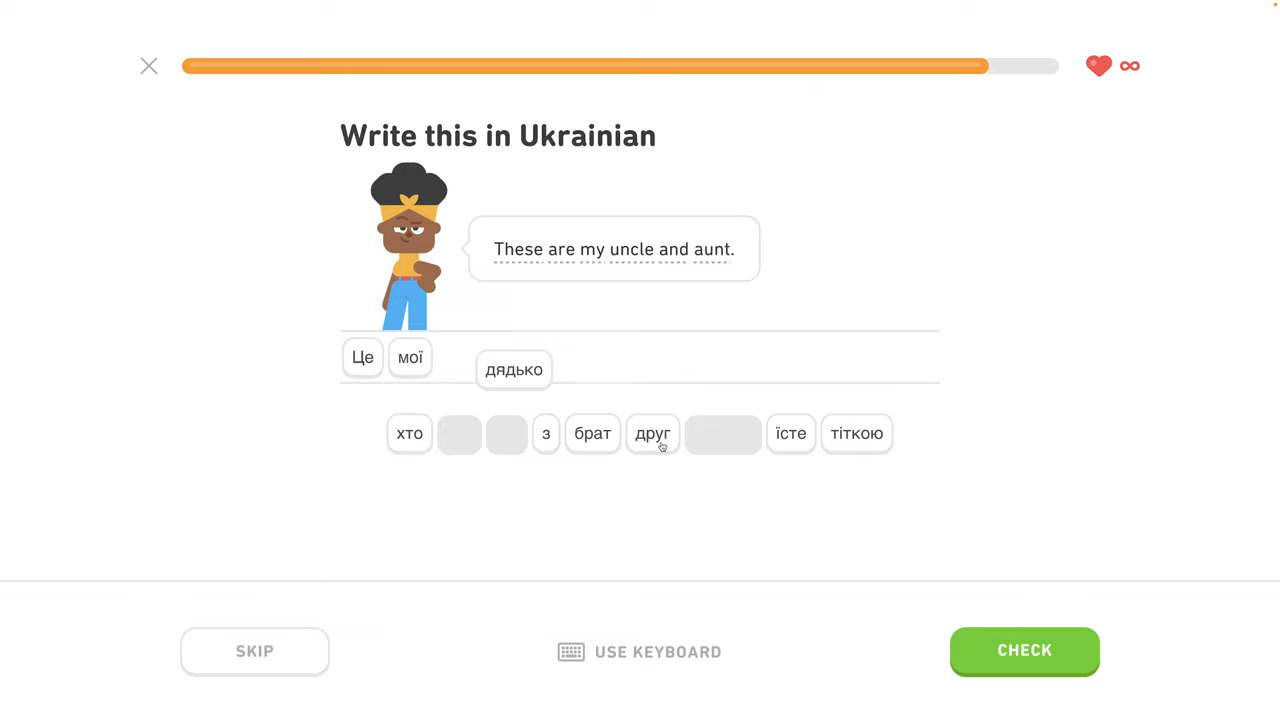 Write this in Ukrainian
These are my uncle and aunt.
Це мої дядько
хто з брат друг їсте тіткою
SKIP USE KEYBOARD CHECK